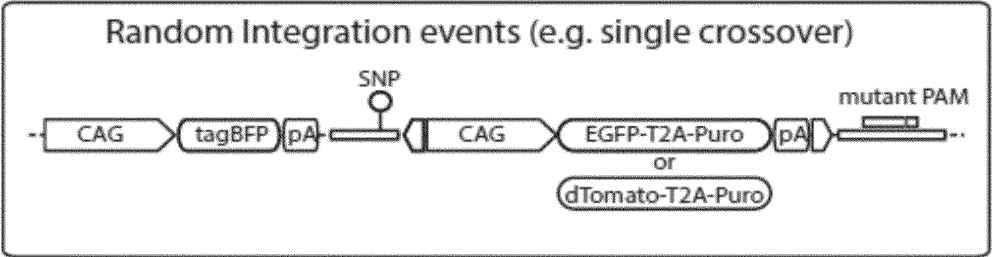 Random Integration events (e.g. single crossover)
SNP
mutant PAM
CAG tagBFP pA CAG EGFP-T2A-Puro pA
or
dTomato-T2A-Puro